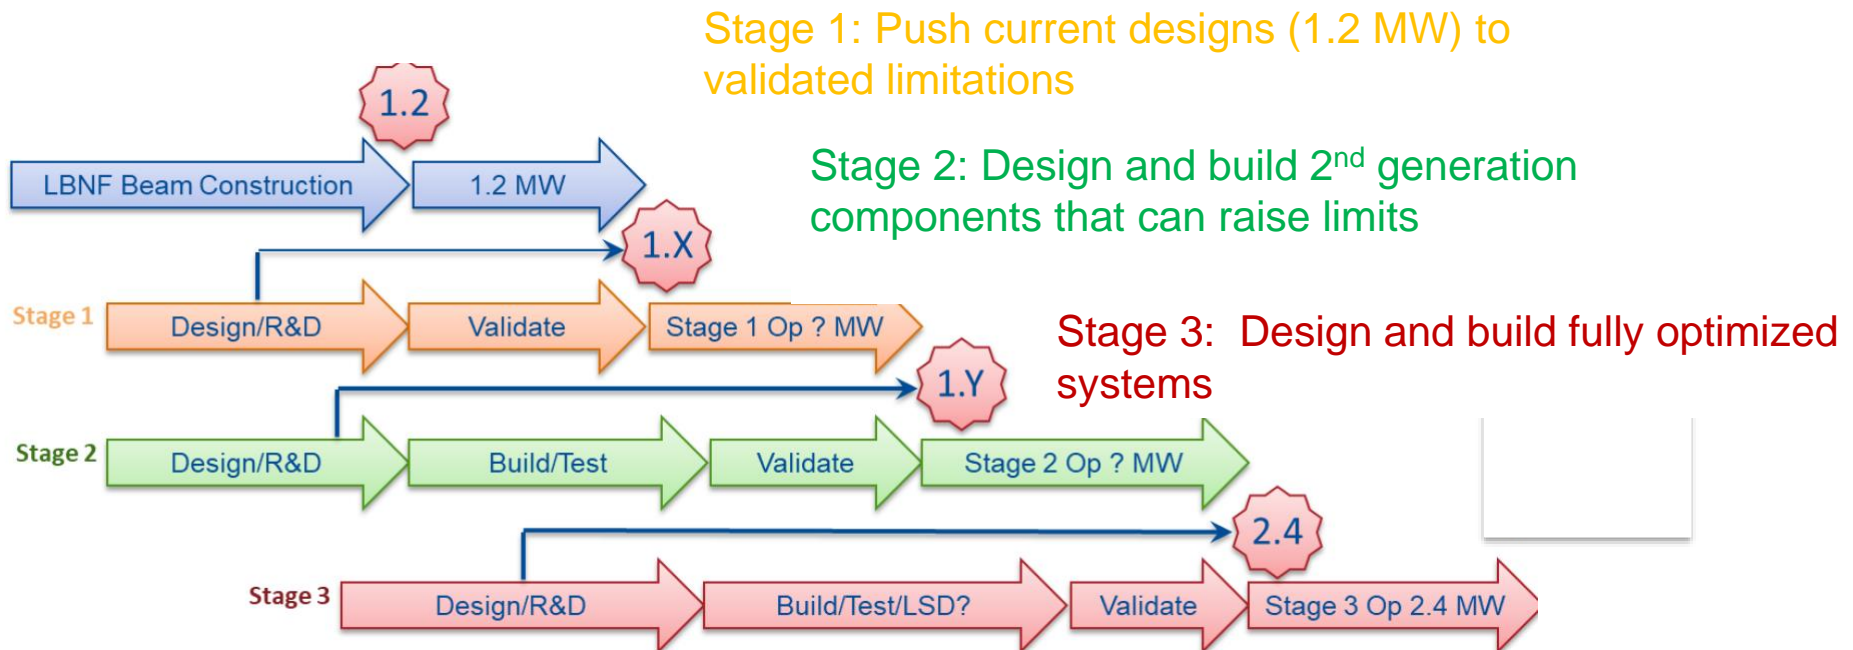 Stage 1: Push current designs (1.2 MW) to
validated limitations
1.2
LBNF Beam Construction
1.2 MW
Stage 2: Design and build 2nd generation
components that can raise limits
1.X
Stage 1
Design/R&D
Validate
Stage 1 Op ? MW
Stage 3: Design and build fully optimized
systems
1.Y
Stage 2
Design/R&D
Build/Test
Validate
Stage 2 Op ? MW
2.4
Stage 3
Design/R&D
Build/Test/LSD?
Validate
Stage 3 Op 2.4 MW